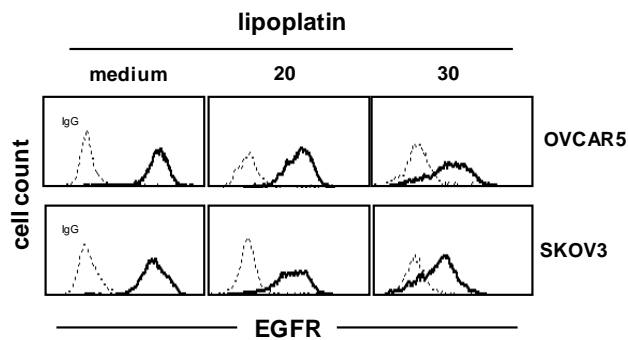 lipoplatin
medium 20 30
IgG
OVCAR5
cell count
IgG
SKOV3
EGFR